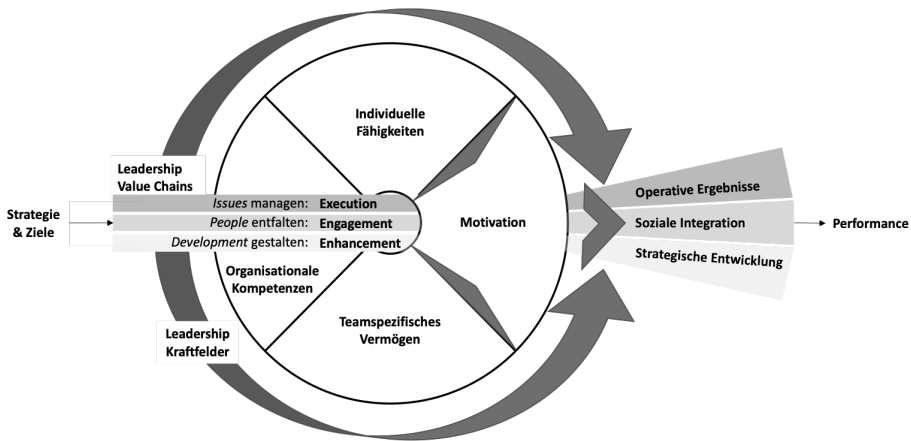 Individuelle
Fähigkeiten
Leadership
Value Chains
Issues managen: Execution
People entfalten: Engagement
Development gestalten: Enhancement
Strategie
& Ziele
Motivation
Operative Ergebnisse
Soziale Integration
Strategische Entwicklung
Performance
Organisationale
Kompetenzen
Teamspezifisches
Vermögen
Leadership
Kraftfelder